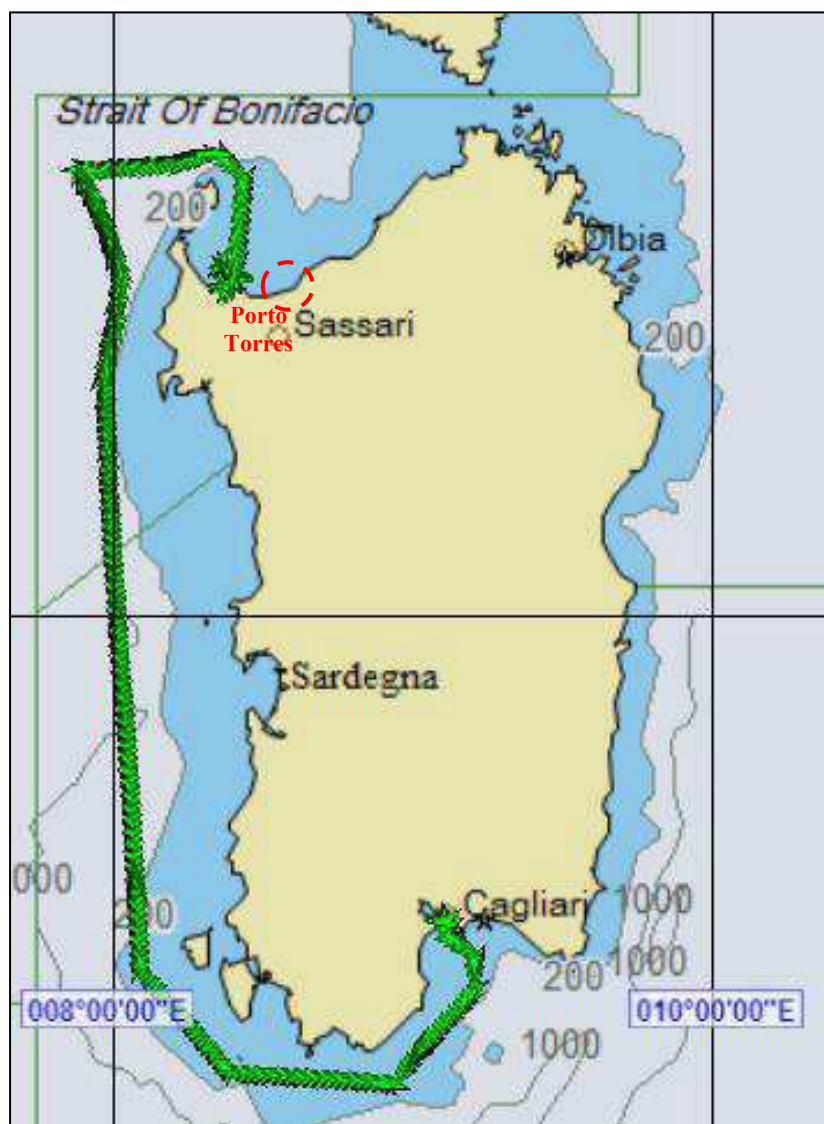 Strait Of Bonifacio
200
Olbia
Porto
Torres
Sassari
200
Sardegna
000
200
Cagliari
1000
1000
200
008°00'00"E
010°00'00"E
1000